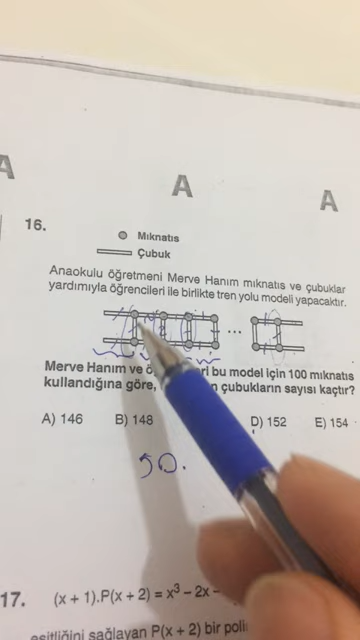 A
A
A
16.
Mıknatıs
Çubuk
Anaokulu öğretmeni Merve Hanım mıknatıs ve çubuklar
yardımıyla öğrencileri ile birlikte tren yolu modeli yapacaktır.
...
Merve Hanım ve bu model için 100 mıknatıs
kullandığına göre, çubukların sayısı kaçtır?
A) 146 B) 148 D) 152 E) 154
50.
17. (x + 1).P(x + 2) = x³ - 2x -
eşitliğini sağlayan P(x + 2) bir